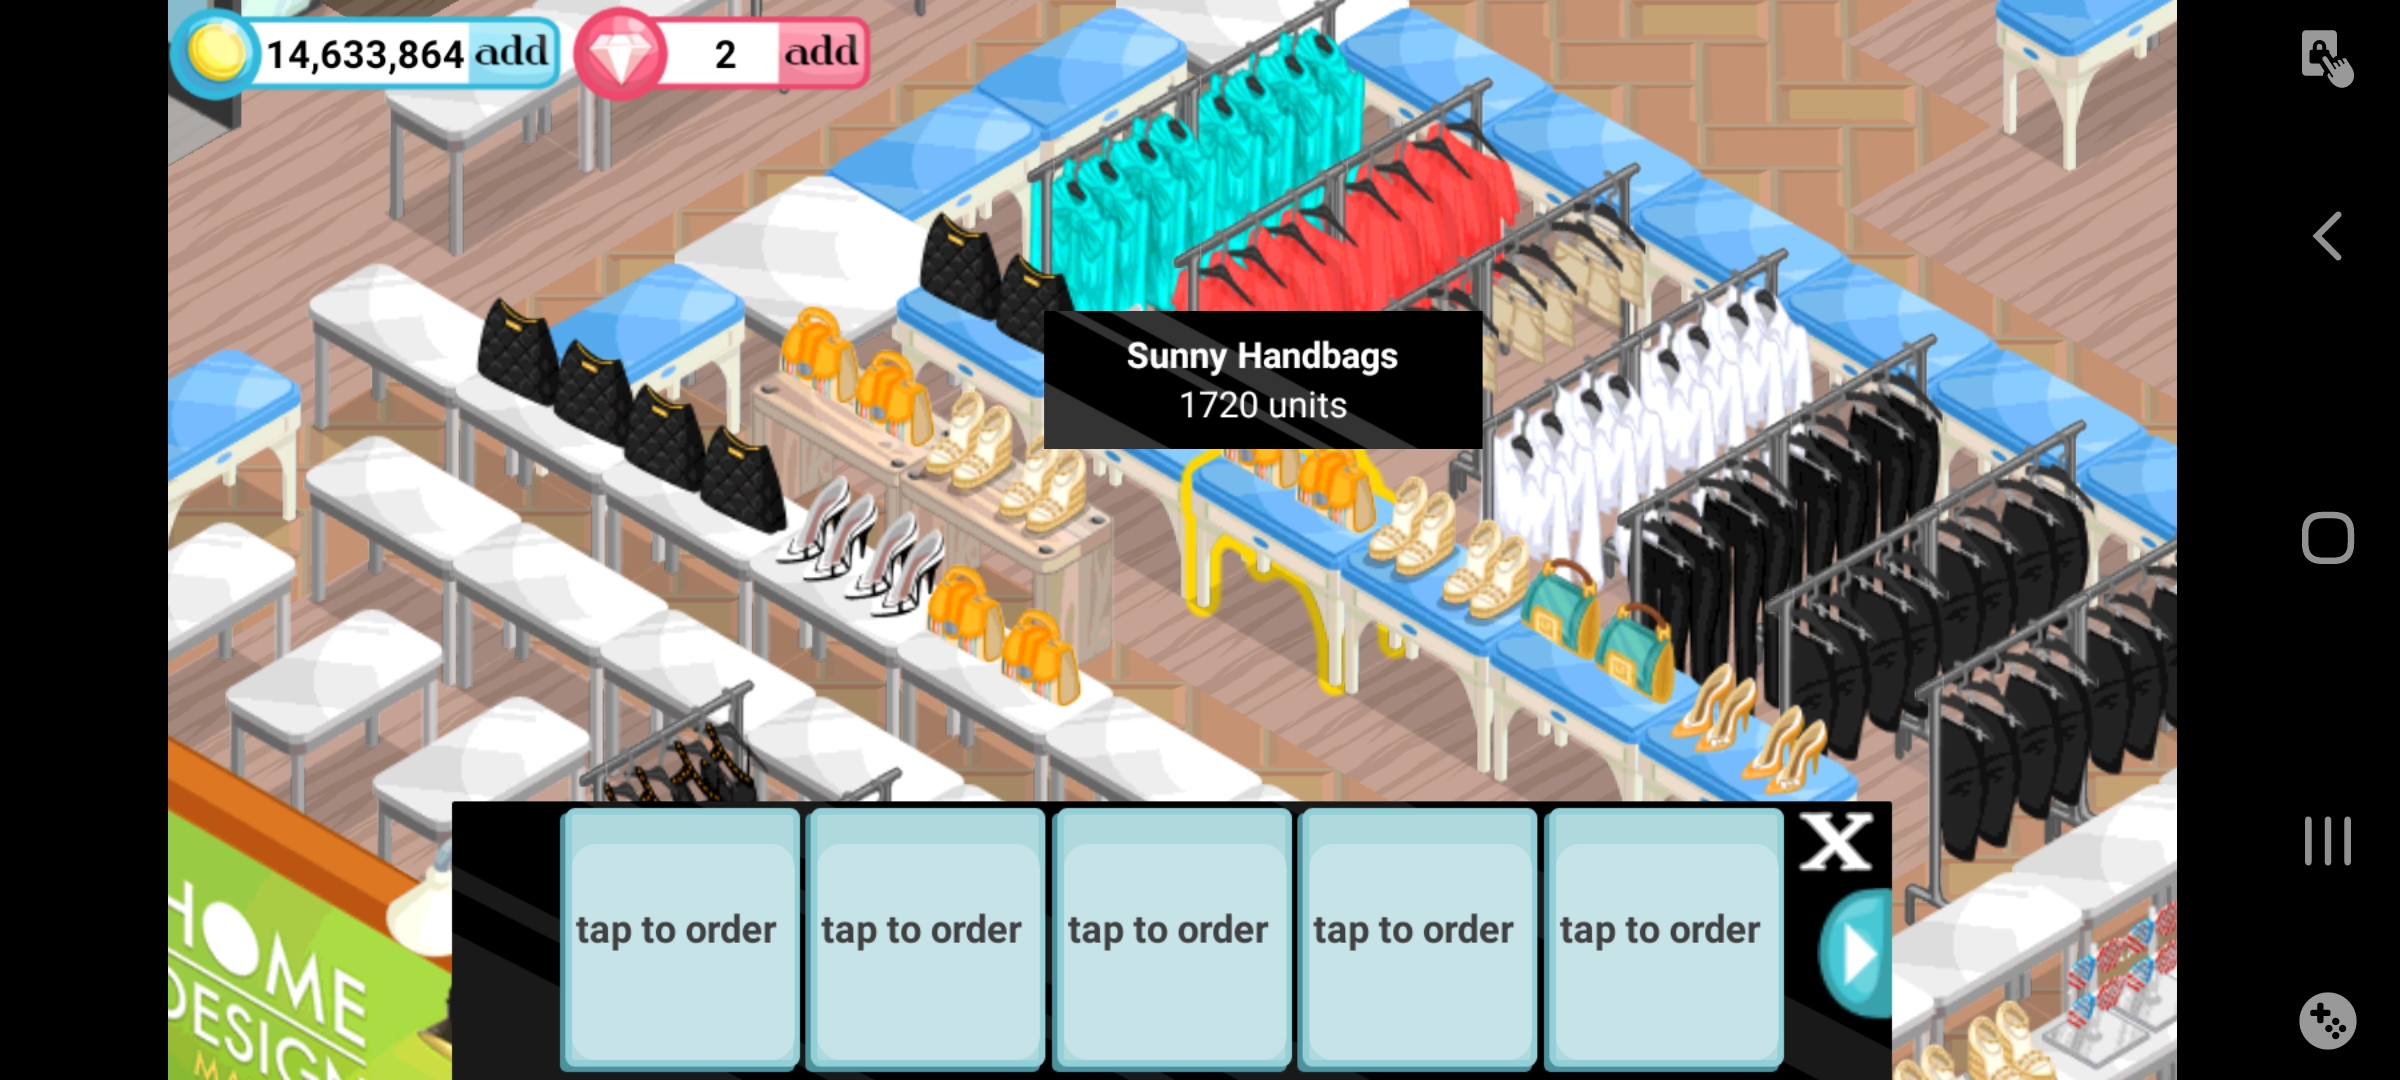 14,633,864 add
2 add
Sunny Handbags
1720 units
tap to order
tap to order
tap to order
tap to order
tap to order
X
HOME
DESIGN